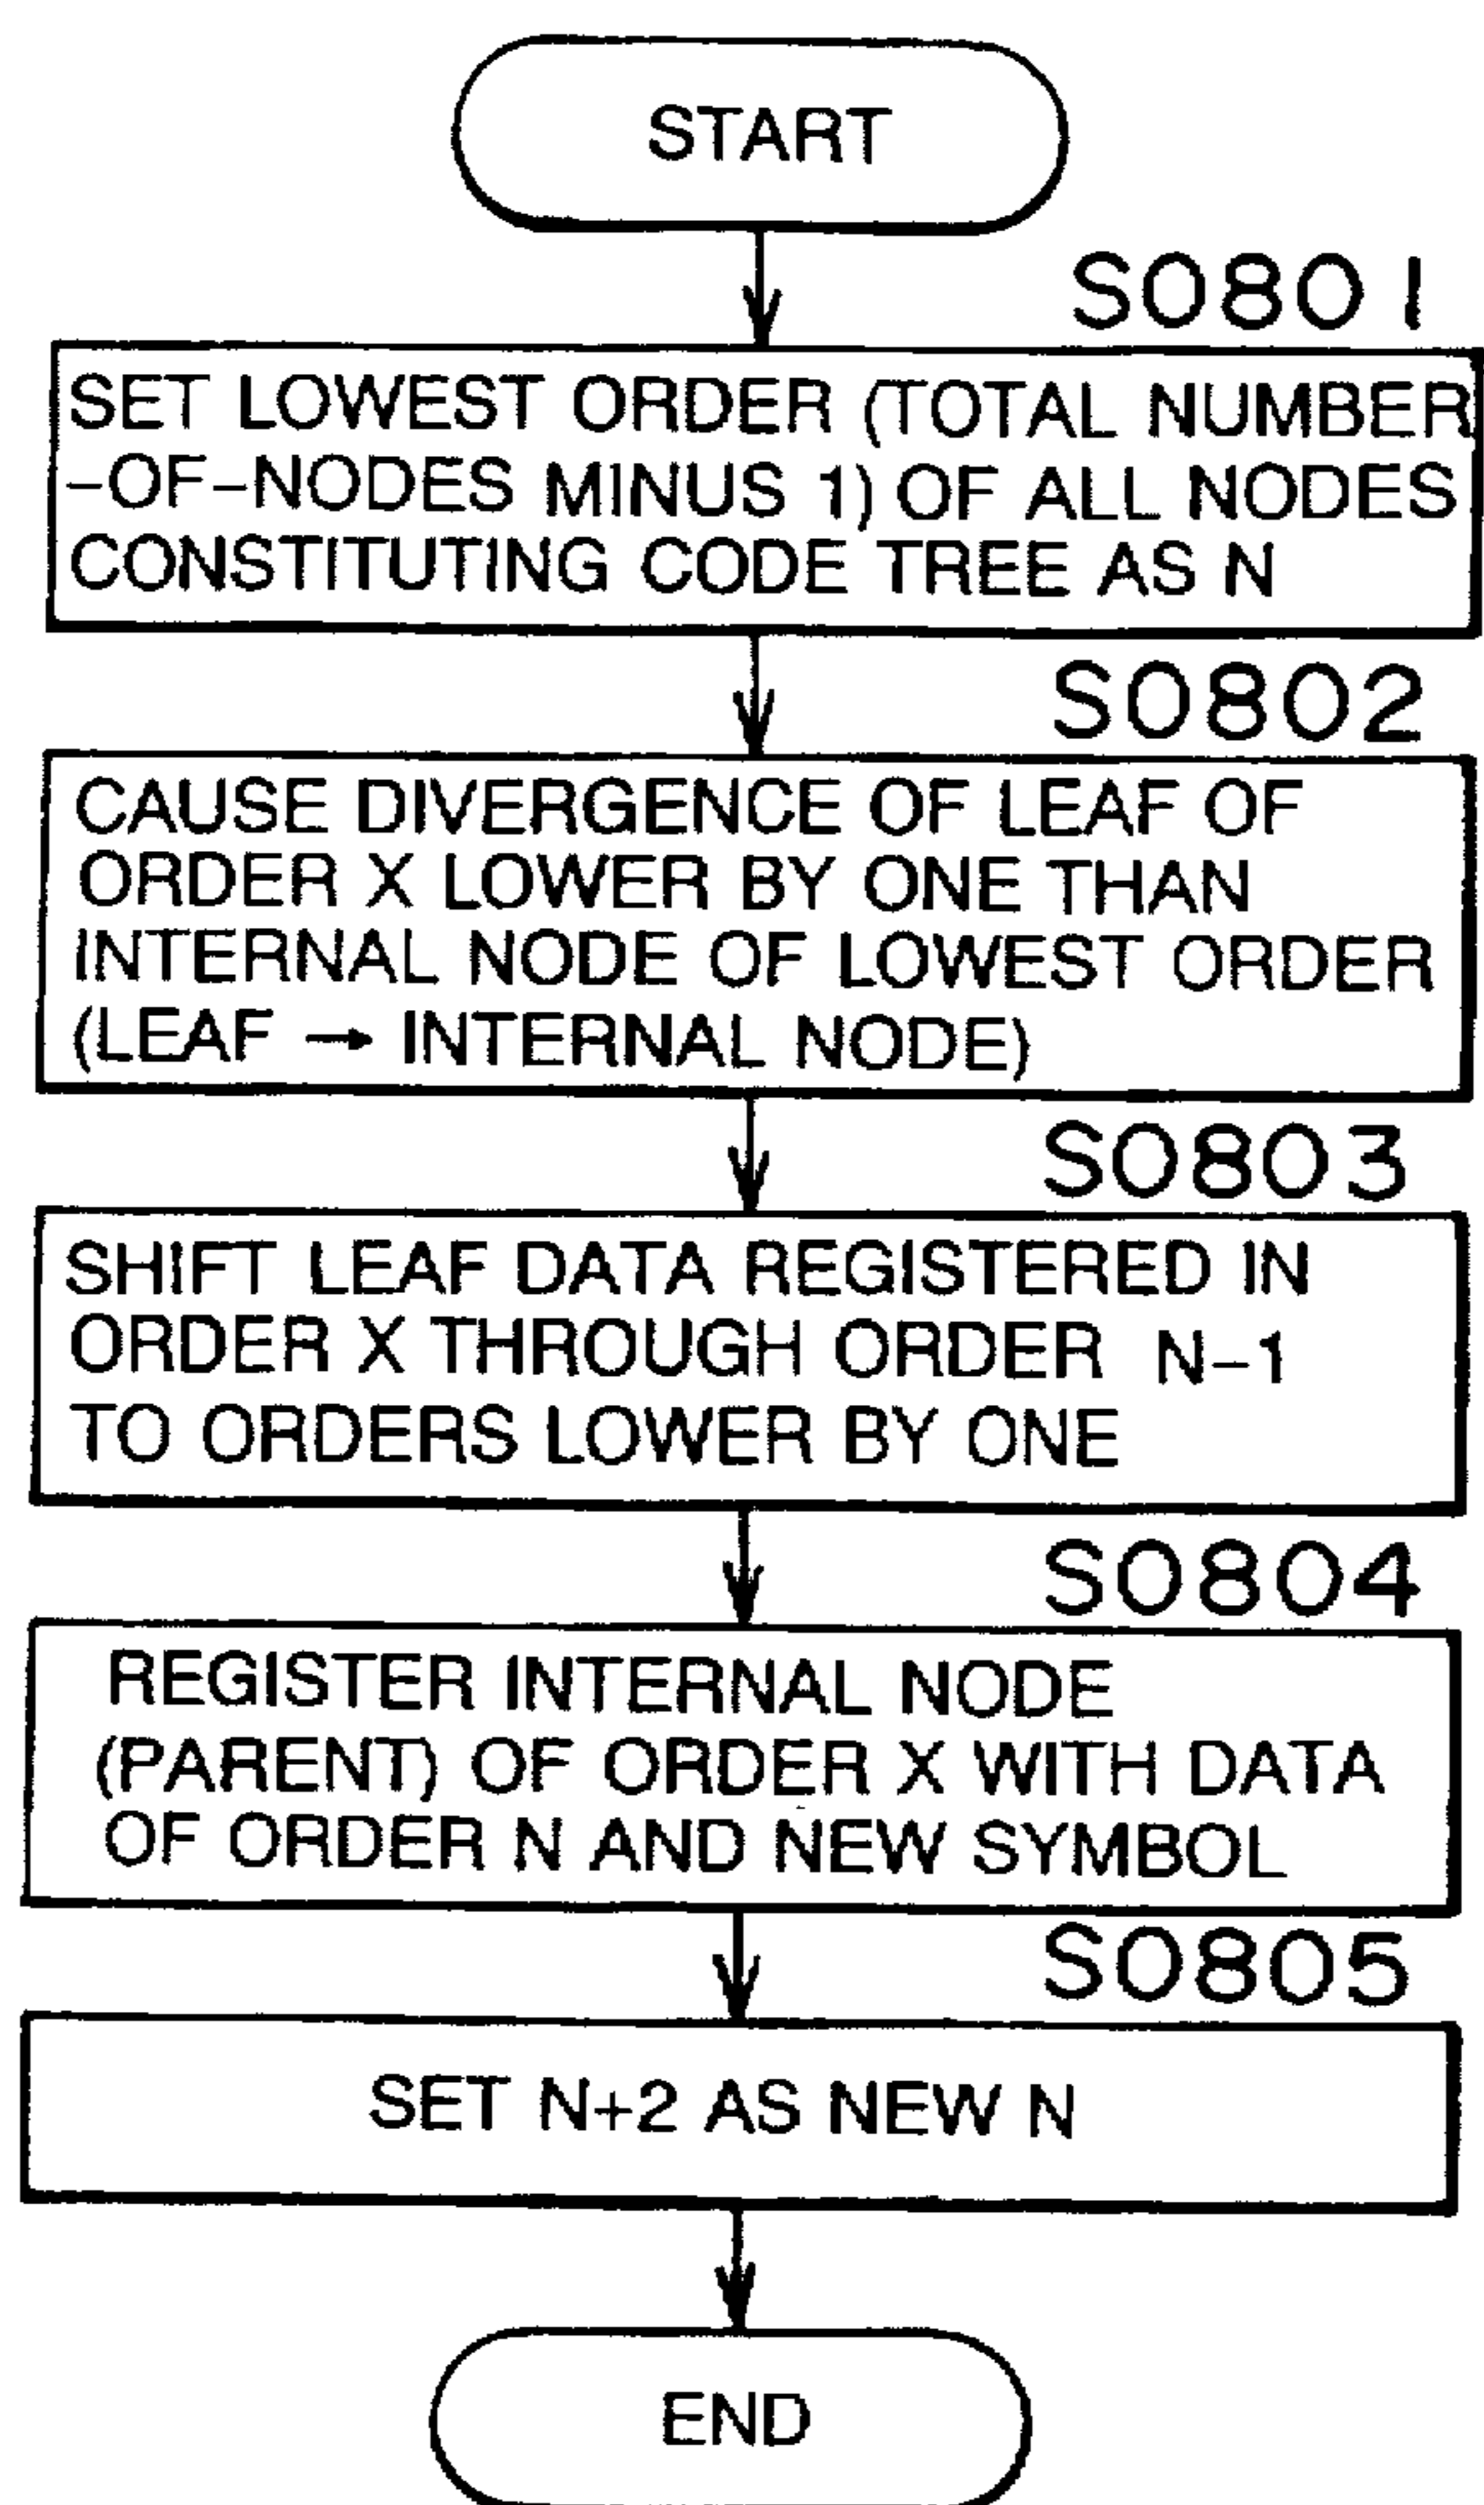 START
S0801
SET LOWEST ORDER (TOTAL NUMBER
-OF-NODES MINUS 1) OF ALL NODES
CONSTITUTING CODE TREE AS N
S0802
CAUSE DIVERGENCE OF LEAF OF
ORDER X LOWER BY ONE THAN
INTERNAL NODE OF LOWEST ORDER
(LEAF → INTERNAL NODE)
S0803
SHIFT LEAF DATA REGISTERED IN
ORDER X THROUGH ORDER N-1
TO ORDERS LOWER BY ONE
S0804
REGISTER INTERNAL NODE
(PARENT) OF ORDER X WITH DATA
OF ORDER N AND NEW SYMBOL
S0805
SET N+2 AS NEW N
END